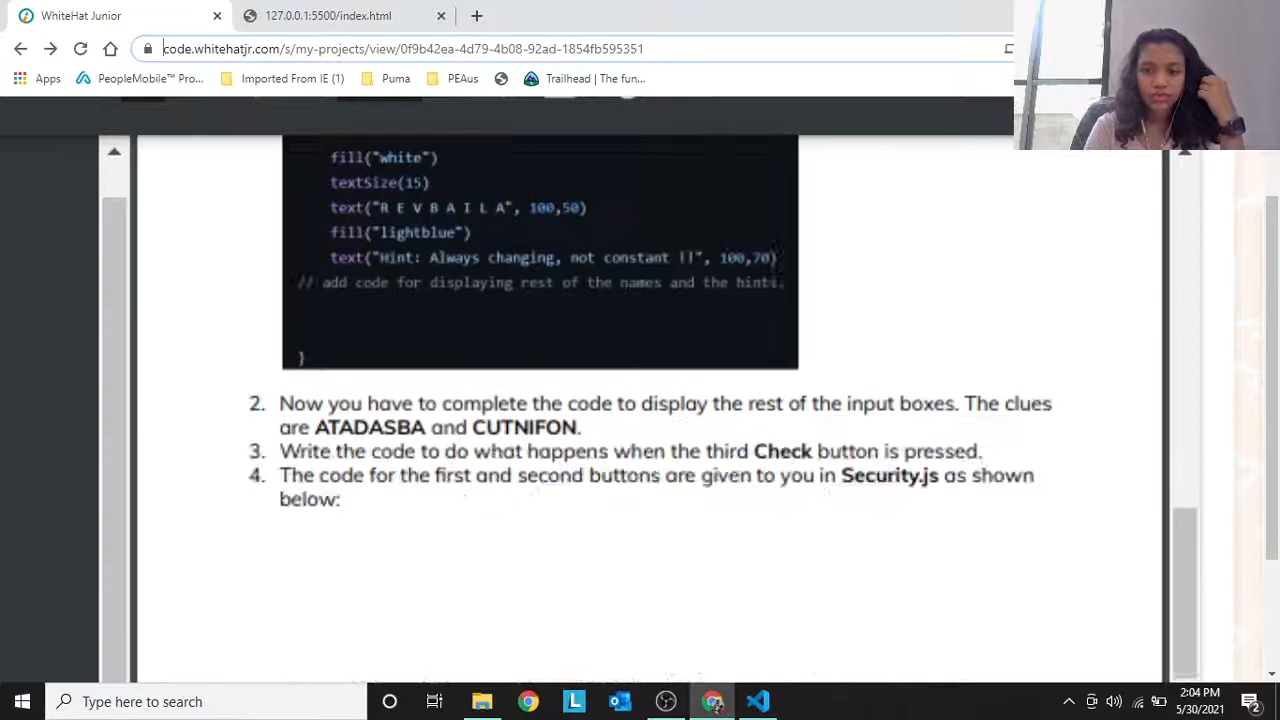 WhiteHat Junior
127.0.0.1:5500/index.html
code.whitehatjr.com/s/my-projects/view/0f9b42ea-4d79-4b08-92ad-1854fb595351
Apps
PeopleMobile™ Pro...
Imported From IE (1)
Puma
PEAus
Trailhead | The fun...
fill("white")
textSize(15)
text("R E V B A I L A", 100,50)
fill("lightblue")
text("Hint: Always changing, not constant !!", 100,70)
// add code for displaying rest of the names and the hints.
}
2. Now you have to complete the code to display the rest of the input boxes. The clues
are ATADASBA and CUTNIFON.
3. Write the code to do what happens when the third Check button is pressed.
4. The code for the first and second buttons are given to you in Security.js as shown
below:
Type here to search
2:04 PM
5/30/2021
2